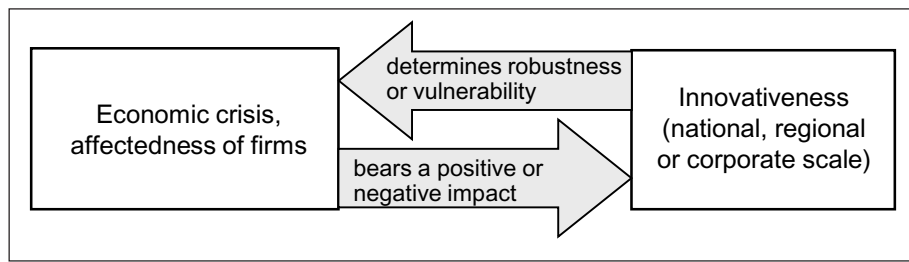 Economic crisis,
affectedness of firms
determines robustness
or vulnerability
bears a positive or
negative impact
Innovativeness
(national, regional
or corporate scale)